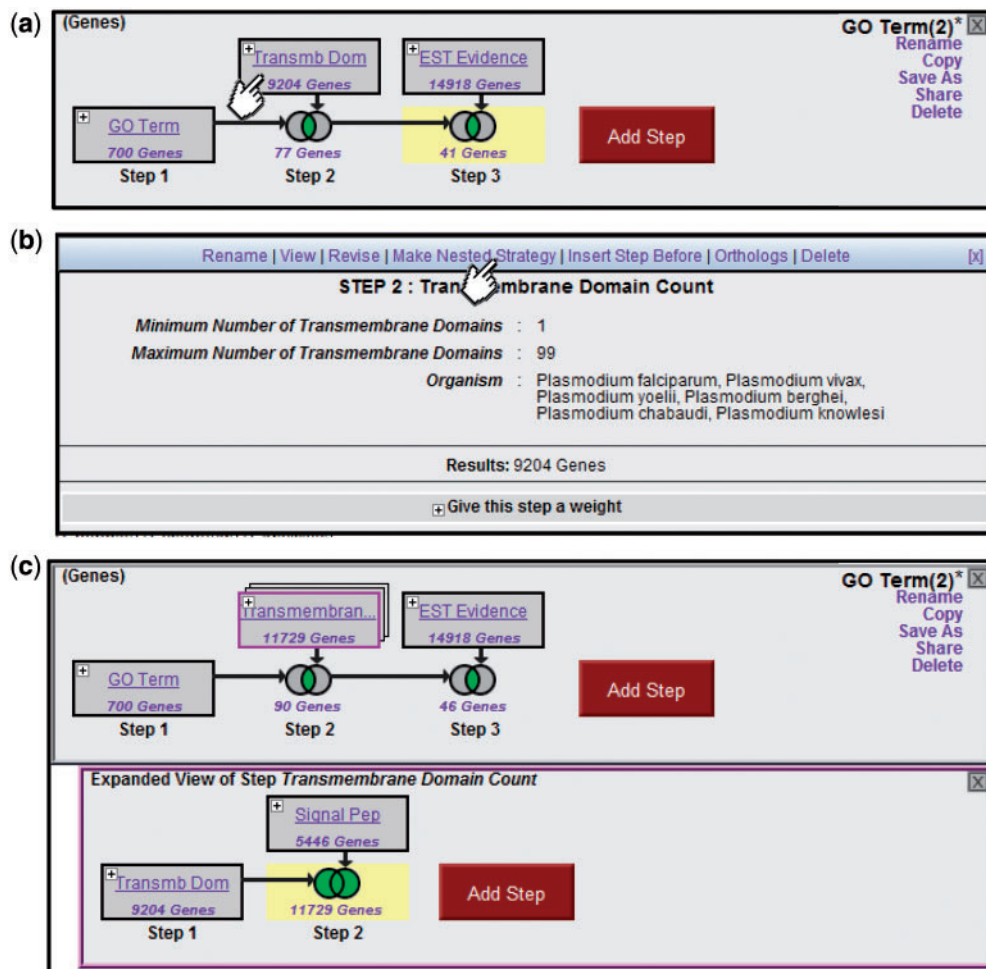 (a)
(Genes)
GO Term(2)* X
Rename
Copy
Save As
Share
Delete
+ Transmb Dom
9204 Genes
+ EST Evidence
14918 Genes
+ GO Term
700 Genes
77 Genes
41 Genes
Add Step
Step 1
Step 2
Step 3
(b)
Rename | View | Revise | Make Nested Strategy | Insert Step Before | Orthologs | Delete [x]
STEP 2 : Transmembrane Domain Count
Minimum Number of Transmembrane Domains : 1
Maximum Number of Transmembrane Domains : 99
Organism : Plasmodium falciparum, Plasmodium vivax,
Plasmodium yoelii, Plasmodium berghei,
Plasmodium chabaudi, Plasmodium knowlesi
Results: 9204 Genes
+ Give this step a weight
(c)
(Genes)
GO Term(2)* X
Rename
Copy
Save As
Share
Delete
+ Transmembran...
11729 Genes
+ EST Evidence
14918 Genes
+ GO Term
700 Genes
90 Genes
46 Genes
Add Step
Step 1
Step 2
Step 3
Expanded View of Step Transmembrane Domain Count X
+ Signal Pep
5446 Genes
+ Transmb Dom
9204 Genes
11729 Genes
Add Step
Step 1
Step 2